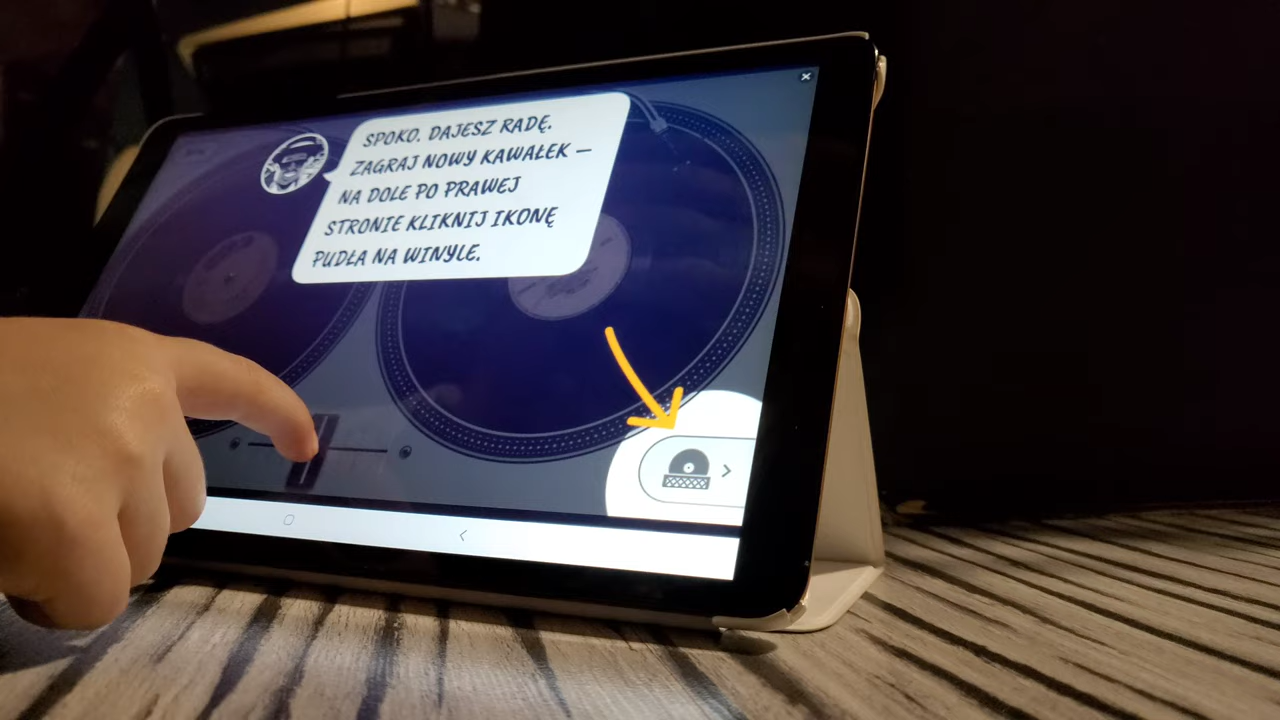 SPOKO. DAJESZ RADĘ.
ZAGRAJ NOWY KAWAŁEK —
NA DOLE PO PRAWEJ
STRONIE KLIKNIJ IKONĘ
PUDŁA NA WINYLE.